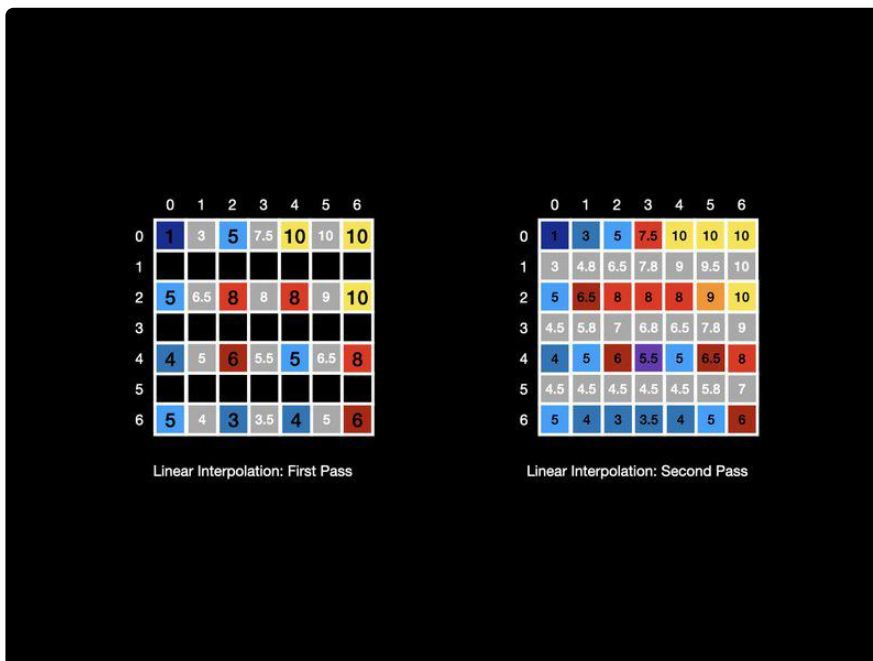 0 1 2 3 4 5 6
0 1 3 5 7.5 10 10 10
1
2 5 6.5 8 8 8 9 10
3
4 4 5 6 5.5 5 6.5 8
5
6 5 4 3 3.5 4 5 6
Linear Interpolation: First Pass
0 1 2 3 4 5 6
0 1 3 5 7.5 10 10 10
1 3 4.8 6.5 7.8 9 9.5 10
2 5 6.5 8 8 8 9 10
3 4.5 5.8 7 6.8 6.5 7.8 9
4 4 5 6 5.5 5 6.5 8
5 4.5 4.5 4.5 4.5 4.5 5.8 7
6 5 4 3 3.5 4 5 6
Linear Interpolation: Second Pass